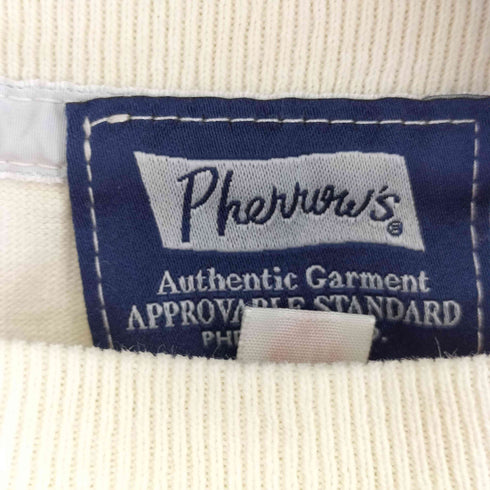 Pherrow's®
Authentic Garment
APPROVABLE STANDARD